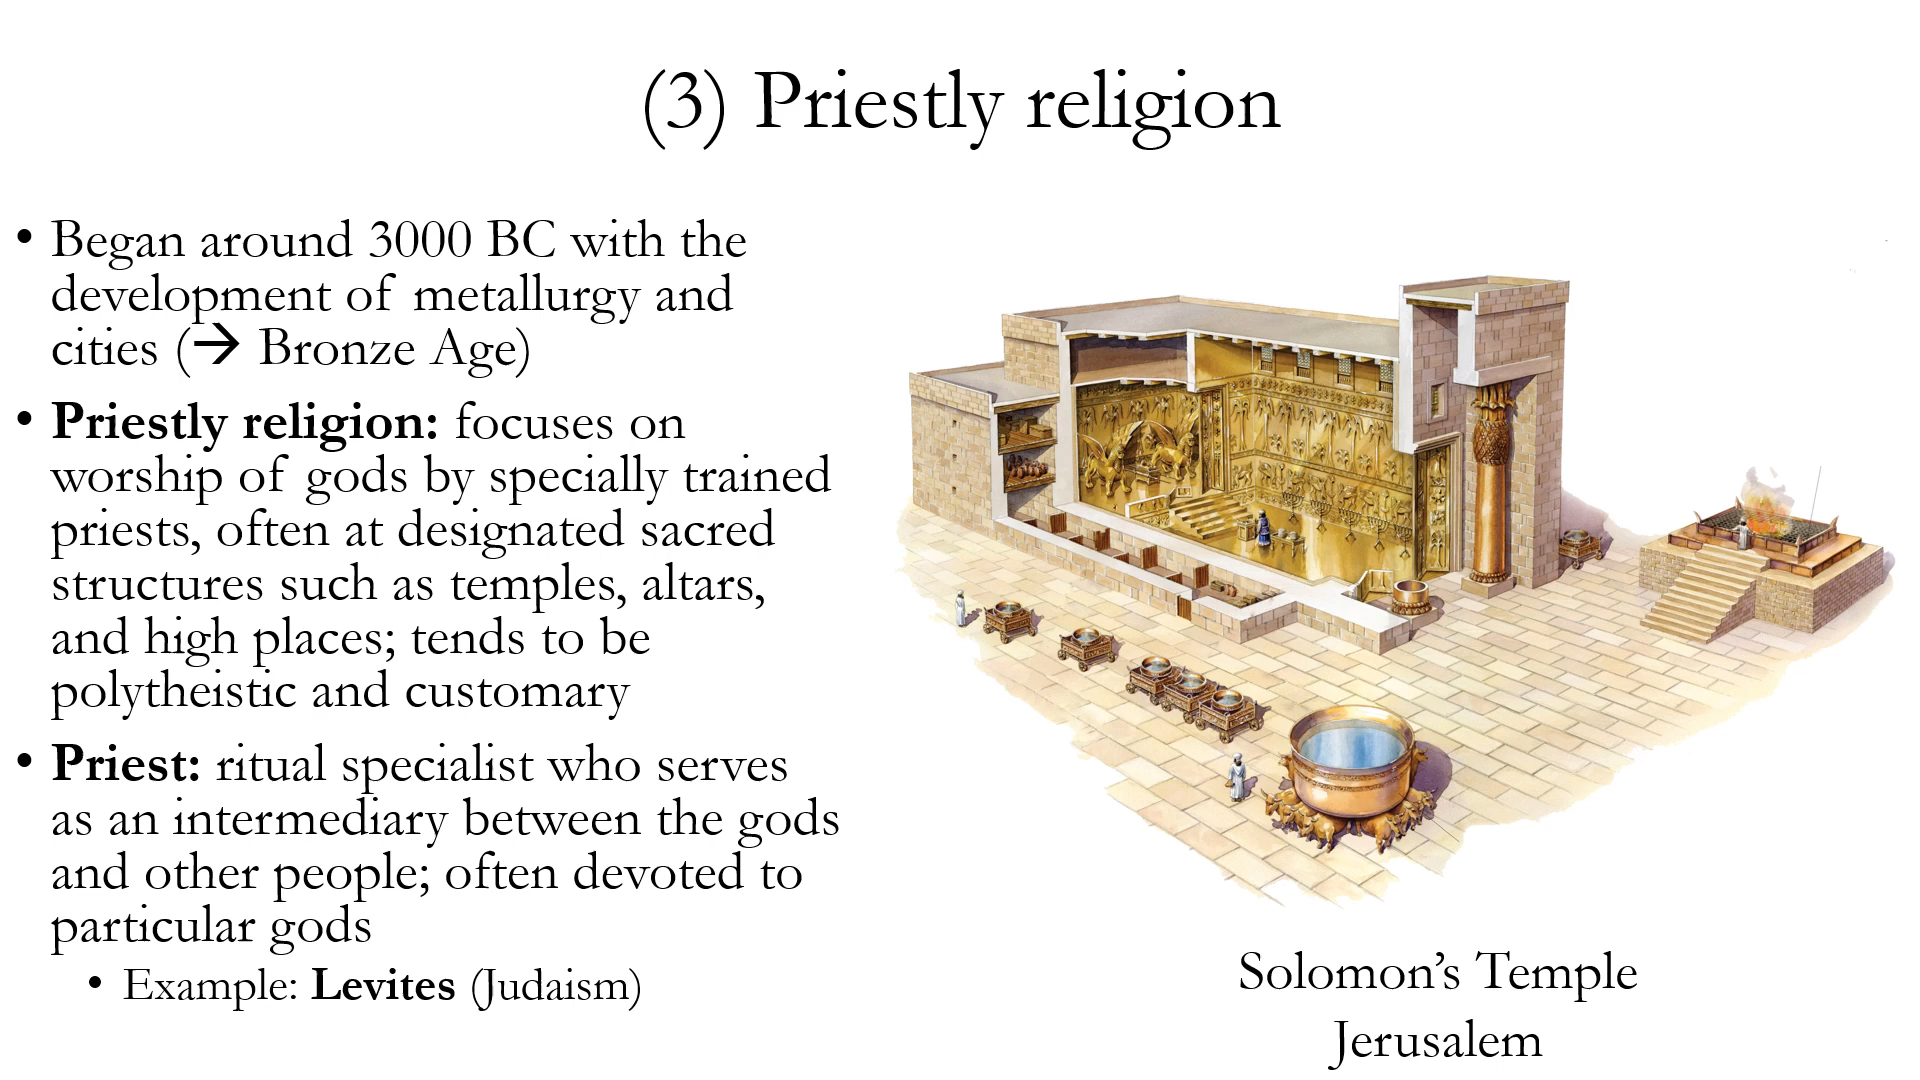 (3) Priestly religion
• Began around 3000 BC with the
development of metallurgy and
cities (→ Bronze Age)
• Priestly religion: focuses on
worship of gods by specially trained
priests, often at designated sacred
structures such as temples, altars,
and high places; tends to be
polytheistic and customary
• Priest: ritual specialist who serves
as an intermediary between the gods
and other people; often devoted to
particular gods
• Example: Levites (Judaism)
Solomon’s Temple
Jerusalem